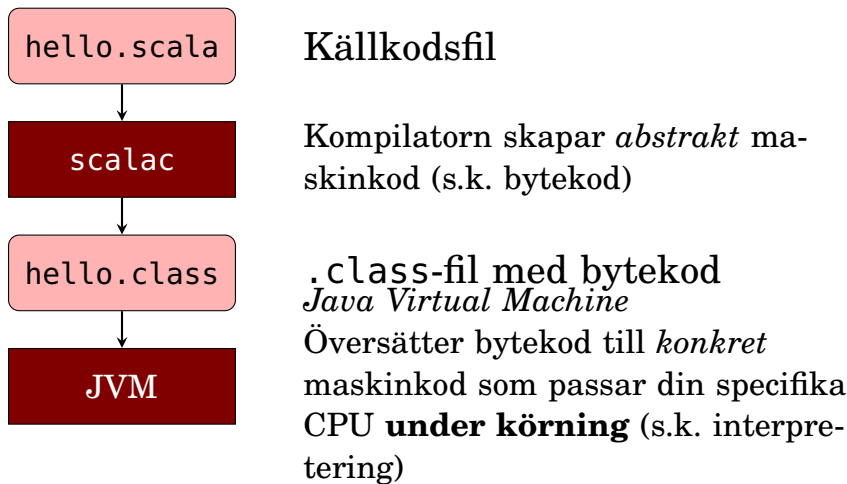 hello.scala
Källkodsfil
scalac
Kompilatorn skapar abstrakt ma-
skinkod (s.k. bytekod)
hello.class
.class-fil med bytekod
JVM
Java Virtual Machine
Översätter bytekod till konkret
maskinkod som passar din specifika
CPU under körning (s.k. interpre-
tering)